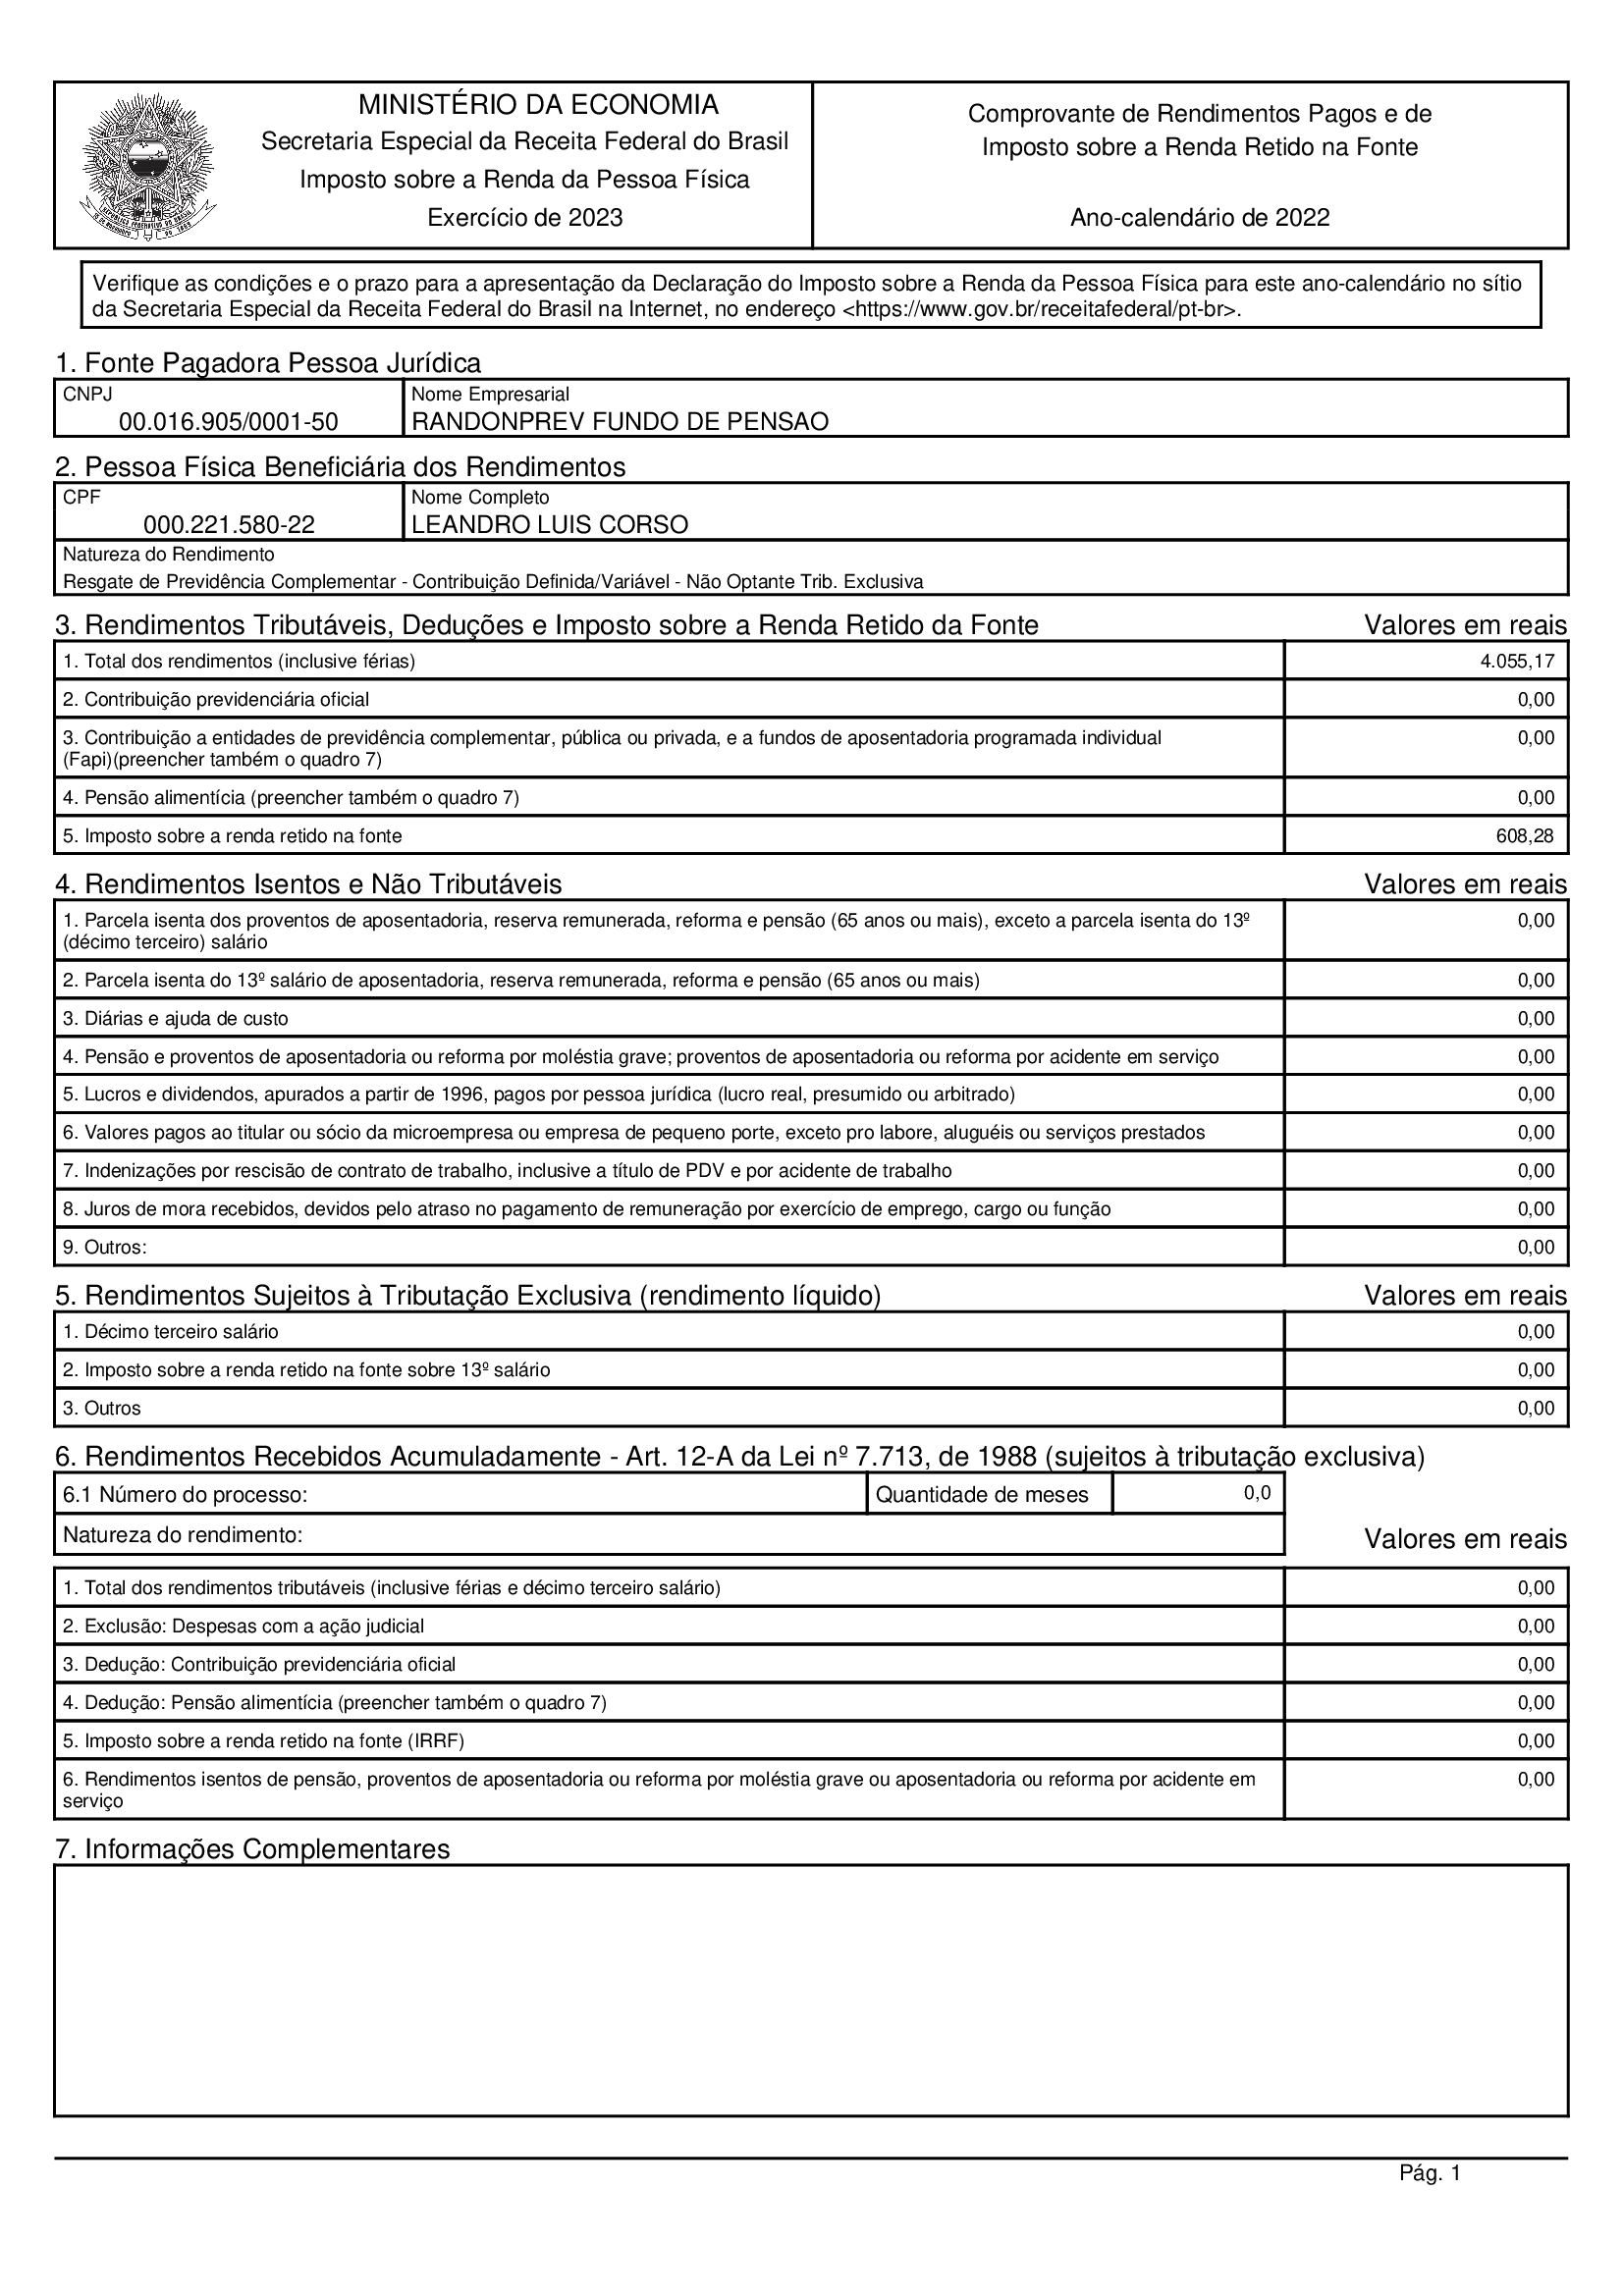 MINISTÉRIO DA ECONOMIA
Secretaria Especial da Receita Federal do Brasil
Imposto sobre a Renda da Pessoa Física
Exercício de 2023
Comprovante de Rendimentos Pagos e de
Imposto sobre a Renda Retido na Fonte
Ano-calendário de 2022
Verifique as condições e o prazo para a apresentação da Declaração do Imposto sobre a Renda da Pessoa Física para este ano-calendário no sítio
da Secretaria Especial da Receita Federal do Brasil na Internet, no endereço <https://www.gov.br/receitafederal/pt-br>.
1. Fonte Pagadora Pessoa Jurídica
CNPJ Nome Empresarial
00.016.905/0001-50 RANDONPREV FUNDO DE PENSAO
2. Pessoa Física Beneficiária dos Rendimentos
CPF Nome Completo
000.221.580-22 LEANDRO LUIS CORSO
Natureza do Rendimento
Resgate de Previdência Complementar - Contribuição Definida/Variável - Não Optante Trib. Exclusiva
3. Rendimentos Tributáveis, Deduções e Imposto sobre a Renda Retido da Fonte Valores em reais
1. Total dos rendimentos (inclusive férias) 4.055,17
2. Contribuição previdenciária oficial 0,00
3. Contribuição a entidades de previdência complementar, pública ou privada, e a fundos de aposentadoria programada individual 0,00
(Fapi)(preencher também o quadro 7)
4. Pensão alimentícia (preencher também o quadro 7) 0,00
5. Imposto sobre a renda retido na fonte 608,28
4. Rendimentos Isentos e Não Tributáveis Valores em reais
1. Parcela isenta dos proventos de aposentadoria, reserva remunerada, reforma e pensão (65 anos ou mais), exceto a parcela isenta do 13º 0,00
(décimo terceiro) salário
2. Parcela isenta do 13º salário de aposentadoria, reserva remunerada, reforma e pensão (65 anos ou mais) 0,00
3. Diárias e ajuda de custo 0,00
4. Pensão e proventos de aposentadoria ou reforma por moléstia grave; proventos de aposentadoria ou reforma por acidente em serviço 0,00
5. Lucros e dividendos, apurados a partir de 1996, pagos por pessoa jurídica (lucro real, presumido ou arbitrado) 0,00
6. Valores pagos ao titular ou sócio da microempresa ou empresa de pequeno porte, exceto pro labore, aluguéis ou serviços prestados 0,00
7. Indenizações por rescisão de contrato de trabalho, inclusive a título de PDV e por acidente de trabalho 0,00
8. Juros de mora recebidos, devidos pelo atraso no pagamento de remuneração por exercício de emprego, cargo ou função 0,00
9. Outros: 0,00
5. Rendimentos Sujeitos à Tributação Exclusiva (rendimento líquido) Valores em reais
1. Décimo terceiro salário 0,00
2. Imposto sobre a renda retido na fonte sobre 13º salário 0,00
3. Outros 0,00
6. Rendimentos Recebidos Acumuladamente - Art. 12-A da Lei nº 7.713, de 1988 (sujeitos à tributação exclusiva)
6.1 Número do processo: Quantidade de meses 0,0
Natureza do rendimento: Valores em reais
1. Total dos rendimentos tributáveis (inclusive férias e décimo terceiro salário) 0,00
2. Exclusão: Despesas com a ação judicial 0,00
3. Dedução: Contribuição previdenciária oficial 0,00
4. Dedução: Pensão alimentícia (preencher também o quadro 7) 0,00
5. Imposto sobre a renda retido na fonte (IRRF) 0,00
6. Rendimentos isentos de pensão, proventos de aposentadoria ou reforma por moléstia grave ou aposentadoria ou reforma por acidente em 0,00
serviço
7. Informações Complementares
Pág. 1